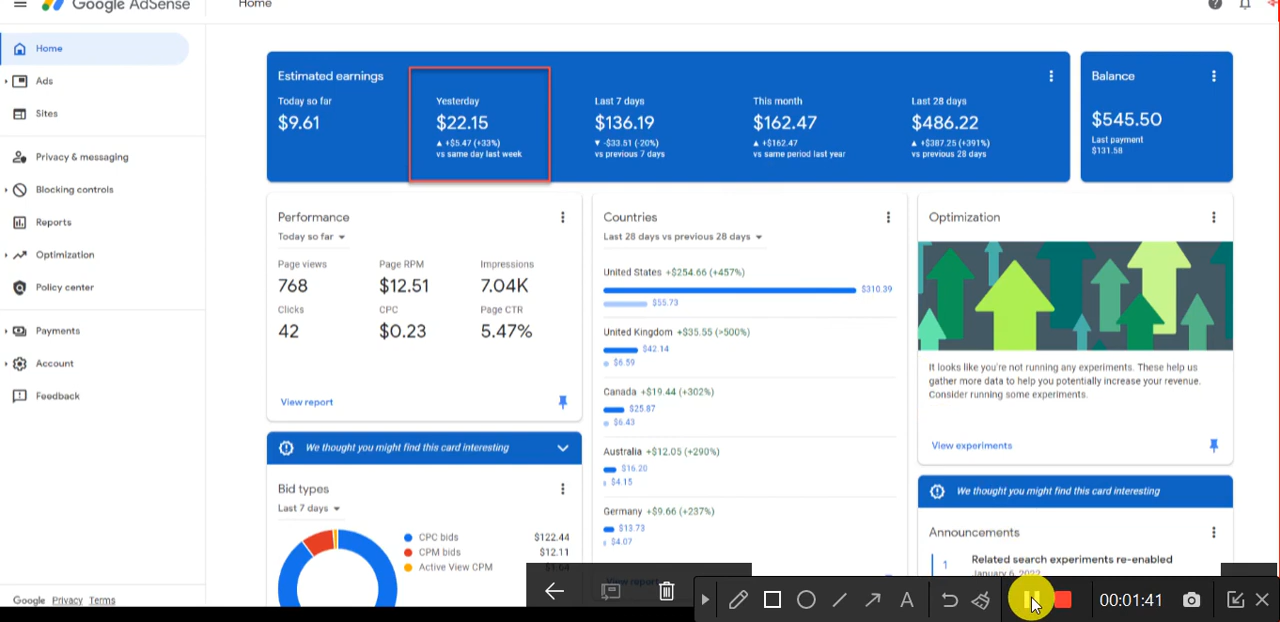 Google AdSense
Home
Home
Ads
Sites
Privacy & messaging
Blocking controls
Reports
Optimization
Policy center
Payments
Account
Feedback
Google Privacy Terms
Estimated earnings
Today so far
$9.61
Yesterday
$22.15
+$5.47 (+33%)
vs same day last week
Last 7 days
$136.19
-$33.51 (-20%)
vs previous 7 days
This month
$162.47
+$162.47
vs same period last year
Last 28 days
$486.22
+$387.25 (+391%)
vs previous 28 days
Balance
$545.50
Last payment
$131.58
Performance
Today so far
Page views
768
Page RPM
$12.51
Impressions
7.04K
Clicks
42
CPC
$0.23
Page CTR
5.47%
View report
We thought you might find this card interesting
Bid types
Last 7 days
CPC bids $122.44
CPM bids $12.11
Active View CPM $1.64
Countries
Last 28 days vs previous 28 days
United States +$254.66 (+457%)
$310.39
$55.73
United Kingdom +$35.55 (>500%)
$42.14
$6.59
Canada +$19.44 (+302%)
$25.87
$6.43
Australia +$12.05 (+290%)
$16.20
$4.15
Germany +$9.66 (+237%)
$13.73
$4.07
View report
Optimization
It looks like you're not running any experiments. These help us
gather more data to help you potentially increase your revenue.
Consider running some experiments.
View experiments
We thought you might find this card interesting
Announcements
1
Related search experiments re-enabled
January 6, 2022
A
00:01:41